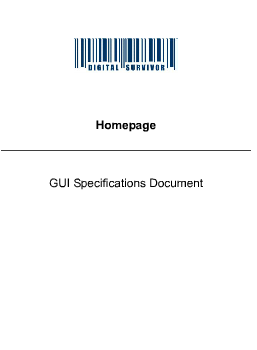 DIGITAL SURVIVOR
Homepage
GUI Specifications Document